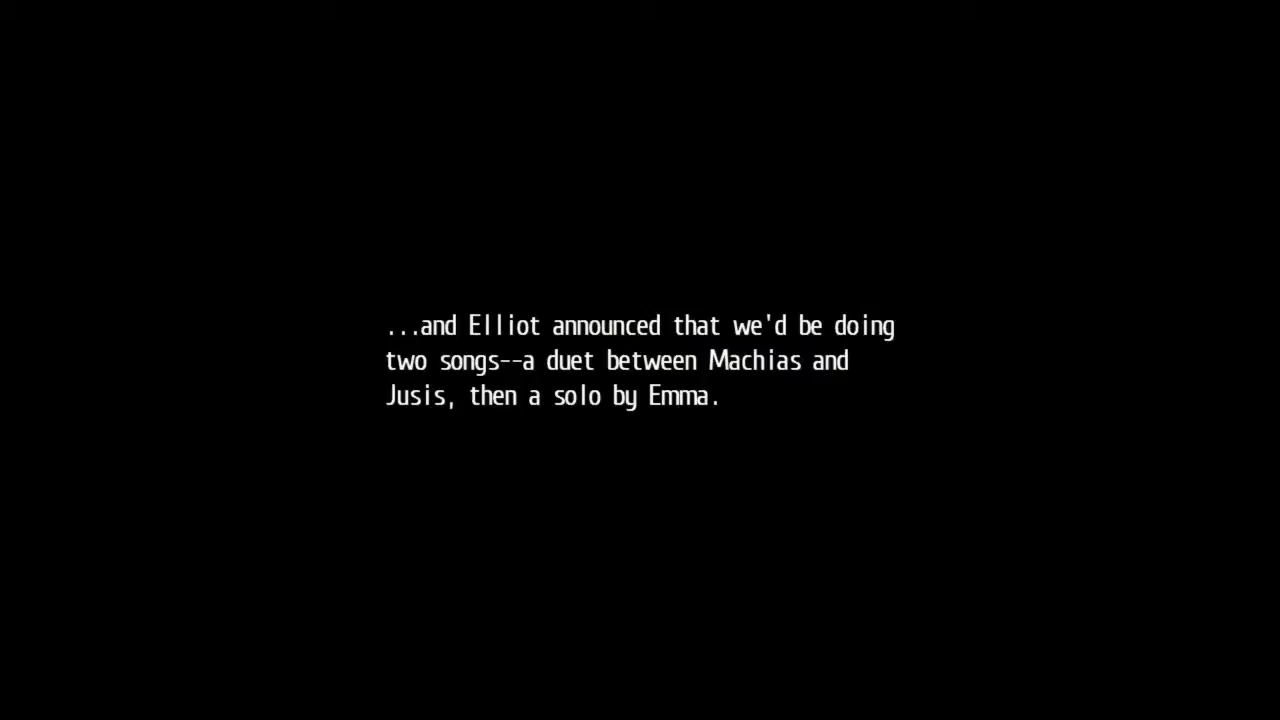 ...and Elliot announced that we'd be doing
two songs--a duet between Machias and
Jusis, then a solo by Emma.